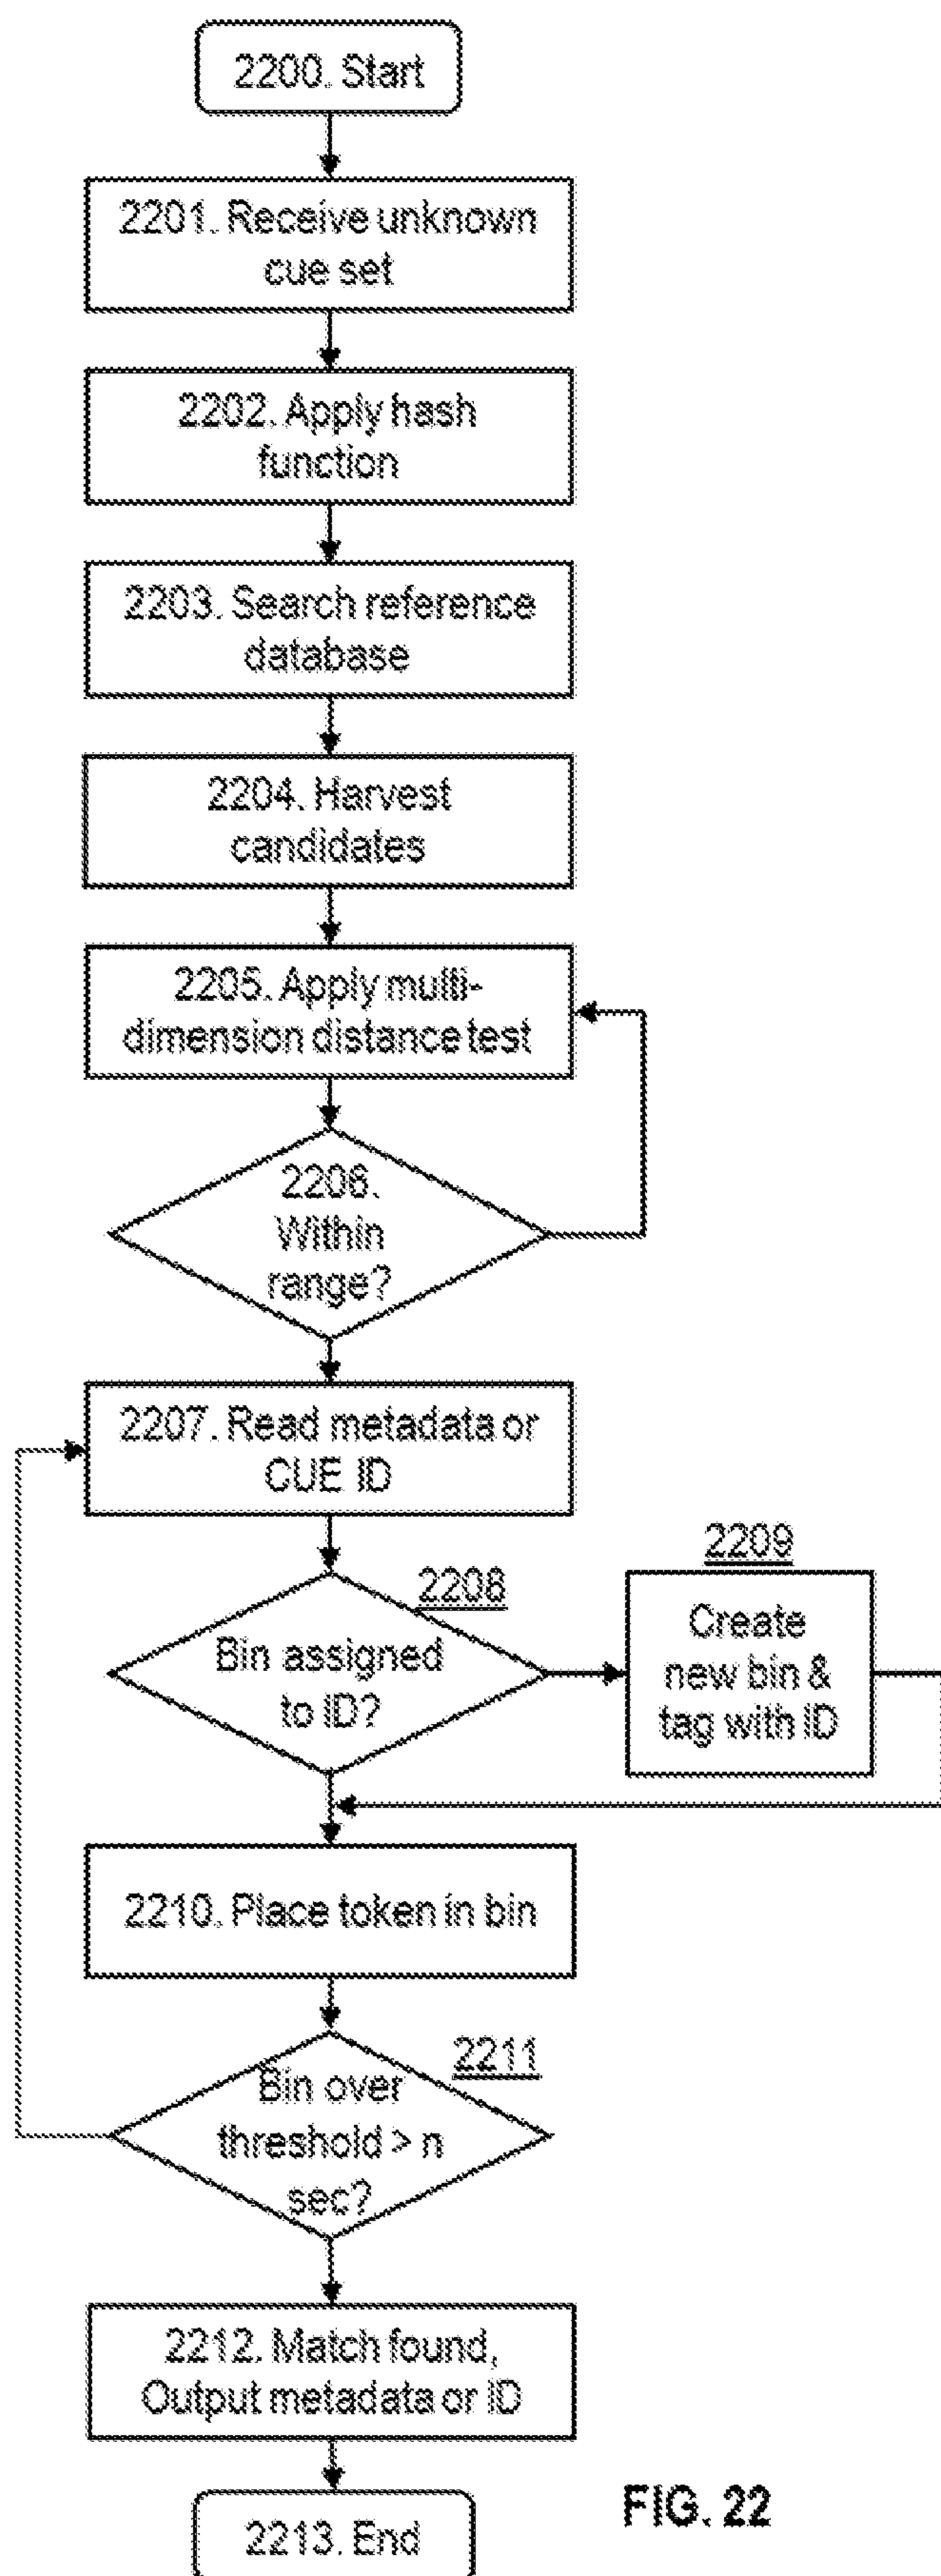 2200. Start
2201. Receive unknown
cue set
2202. Apply hash
function
2203. Search reference
database
2204. Harvest
candidates
2205. Apply multi-
dimension distance test
2206.
Within
range?
2207. Read metadata or
CUE ID
2208
Bin assigned
to ID?
2209
Create
new bin &
tag with ID
2210. Place token in bin
2211
Bin over
threshold > n
sec?
2212. Match found,
Output metadata or ID
2213. End
FIG. 22